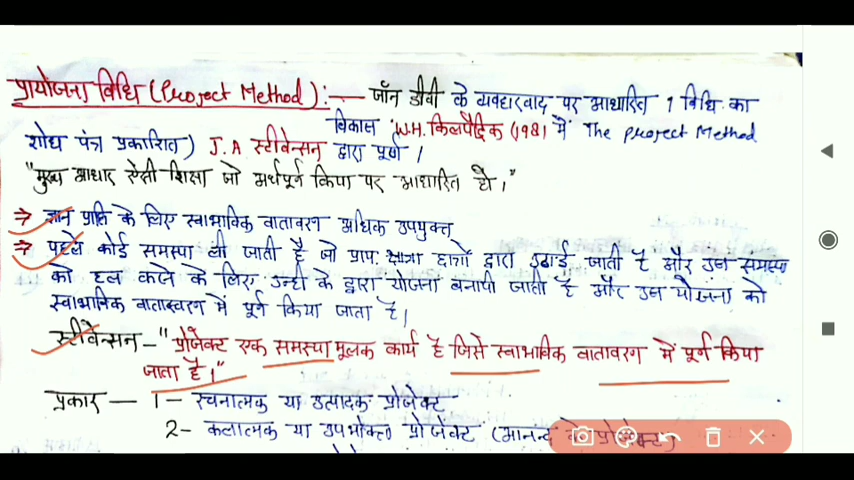 प्रायोजना विधि (Project Method) : — जॉन डीवी के व्यवहारवाद पर आधारित 1 विधि का
विकास W.H. किलपैट्रिक (1981 में The project Method
शोध पत्र प्रकाशित) J.A स्टीवेन्सन द्वारा पूर्ण /
"मुख्य आधार ऐसी शिक्षा जो अर्थपूर्ण क्रिया पर आधारित हो।"
⇒ ज्ञान प्राप्ति के लिए स्वाभाविक वातावरण अधिक उपयुक्त
⇒ पहले कोई समस्या ली जाती है जो प्राय: छात्रों द्वारा उठाई जाती है और उस समस्या
को हल करने के लिए उन्ही के द्वारा योजना बनायी जाती है और उस योजना को
स्वाभाविक वातावरण में पूर्ण किया जाता है।
स्टीवेन्सन - "प्रोजेक्ट एक समस्या मूलक कार्य है जिसे स्वाभाविक वातावरण में पूर्ण किया
जाता है।"
प्रकार — 1 - रचनात्मक या उत्पादक प्रोजेक्ट
2 - कलात्मक या उपभोक्ता प्रोजेक्ट (आनन्द के प्रोजेक्ट)